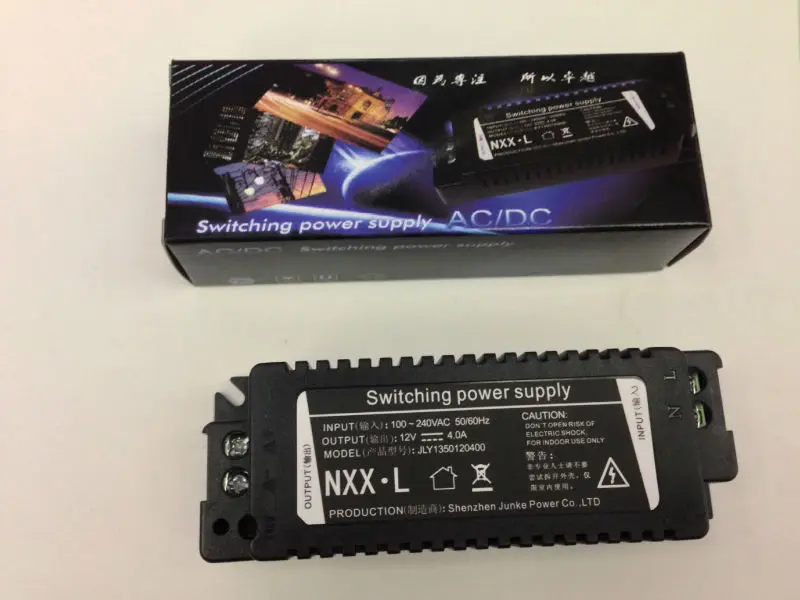 因为专注 所以卓越
Switching power supply
NXX·L
Switching power supply AC/DC
AC/DC Switching power supply
Switching power supply
INPUT(输入): 100~240VAC 50/60Hz
OUTPUT(输出): 12V 4.0A
MODEL(产品型号): JLY1350120400
NXX·L
PRODUCTION(制造商): Shenzhen Junke Power Co.,LTD
CAUTION:
DON'T OPEN RISK OF
ELECTRIC SHOCK.
FOR INDOOR USE ONLY
警告:
非专业人士请不要
尝试拆开外壳, 仅
限室内使用。
OUTPUT(输出)
INPUT(输入)
L
N